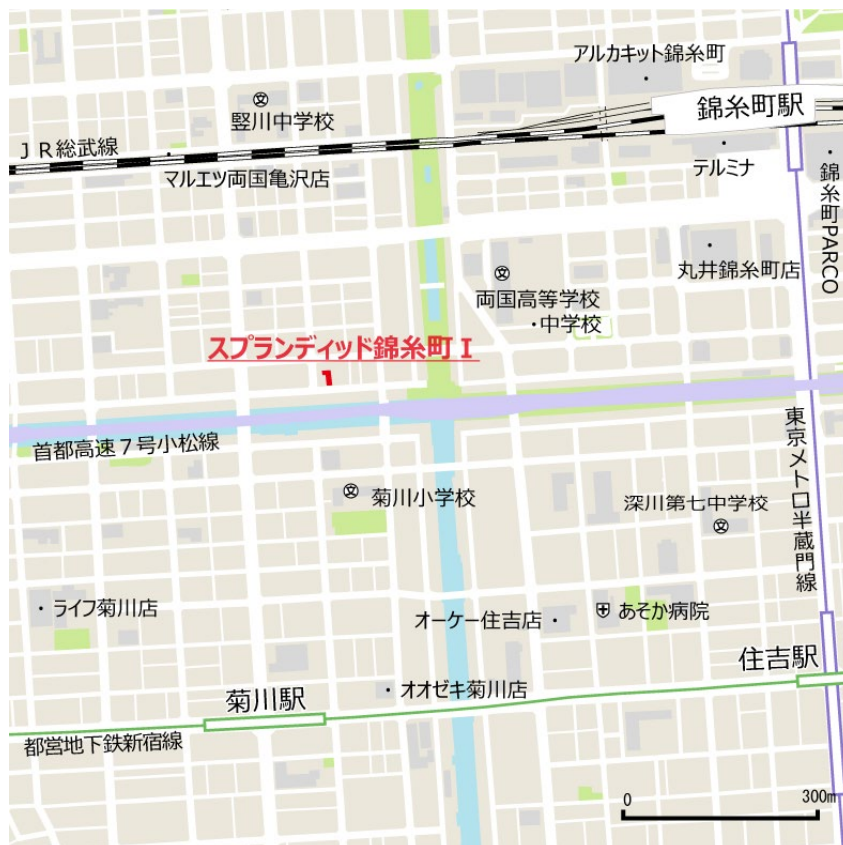 アルカキット錦糸町
錦糸町駅
竪川中学校
ＪＲ総武線
マルエツ両国亀沢店
テルミナ
錦糸町PARCO
丸井錦糸町店
両国高等学校
・中学校
スプランディッド錦糸町Ⅰ
首都高速７号小松線
東京メトロ半蔵門線
菊川小学校
深川第七中学校
ライフ菊川店
オーケー住吉店
あそか病院
住吉駅
オオゼキ菊川店
菊川駅
都営地下鉄新宿線
0 300m